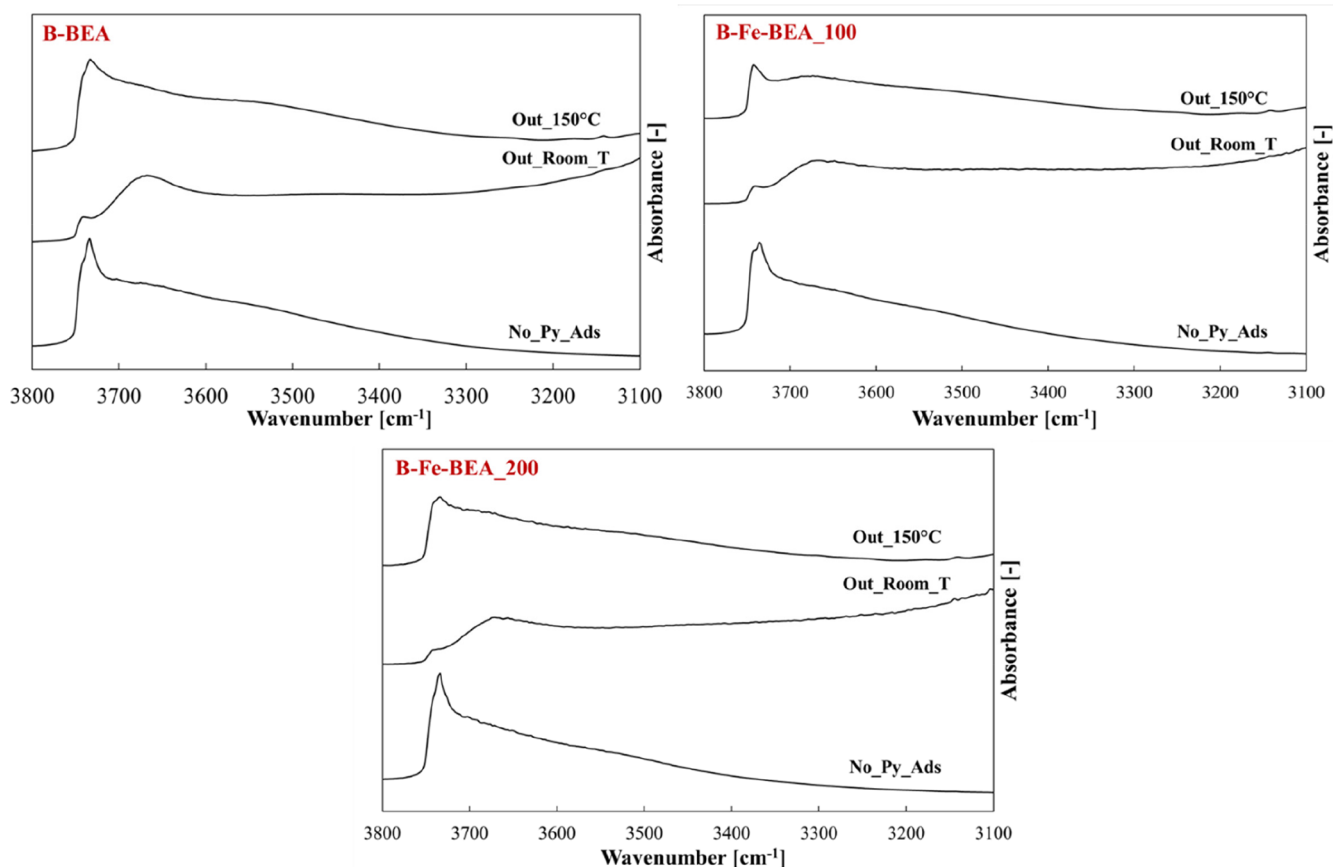 B-BEA
Out_150°C
Out_Room_T
No_Py_Ads
Absorbance [-]
3800 3700 3600 3500 3400 3300 3200 3100
Wavenumber [cm⁻¹]
B-Fe-BEA_100
Out_150°C
Out_Room_T
No_Py_Ads
Absorbance [-]
3800 3700 3600 3500 3400 3300 3200 3100
Wavenumber [cm⁻¹]
B-Fe-BEA_200
Out_150°C
Out_Room_T
No_Py_Ads
Absorbance [-]
3800 3700 3600 3500 3400 3300 3200 3100
Wavenumber [cm⁻¹]